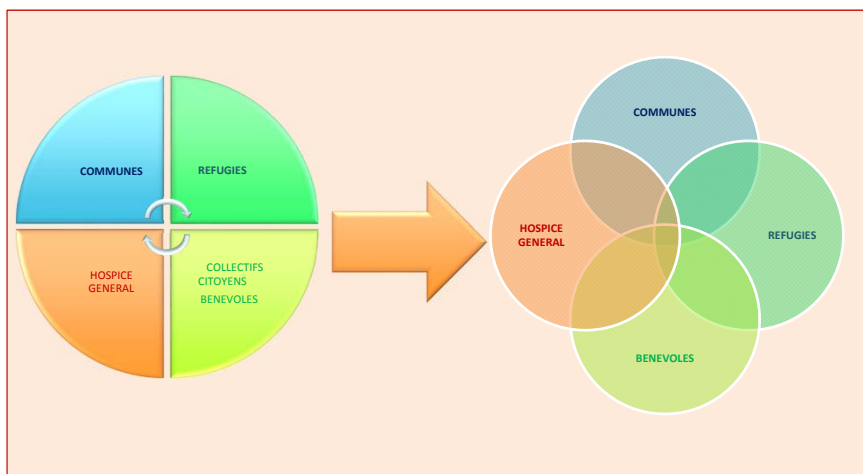 COMMUNES
REFUGIES
HOSPICE
GENERAL
COLLECTIFS
CITOYENS
BENEVOLES
COMMUNES
HOSPICE
GENERAL
REFUGIES
BENEVOLES